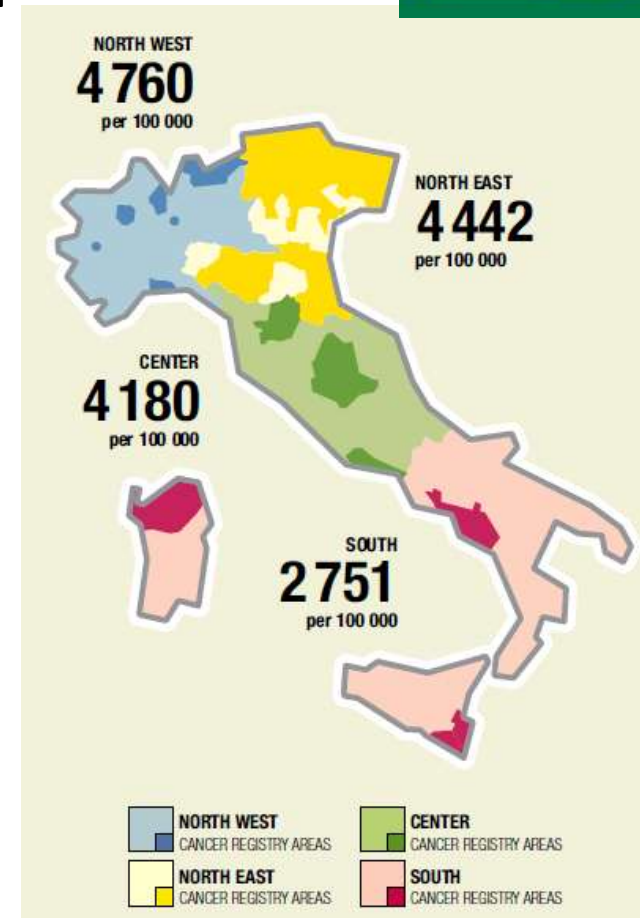 NORTH WEST
4 760
per 100 000
NORTH EAST
4 442
per 100 000
CENTER
4 180
per 100 000
SOUTH
2 751
per 100 000
NORTH WEST
CANCER REGISTRY AREAS
CENTER
CANCER REGISTRY AREAS
NORTH EAST
CANCER REGISTRY AREAS
SOUTH
CANCER REGISTRY AREAS